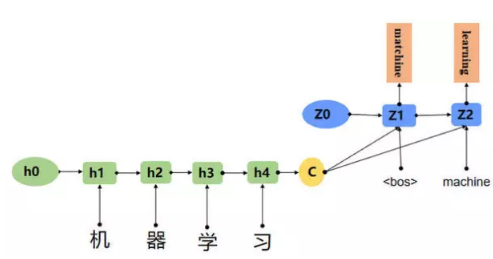 matchine
learning
Z0
Z1
Z2
h0
h1
h2
h3
h4
C
<bos>
machine
机
器
学
习